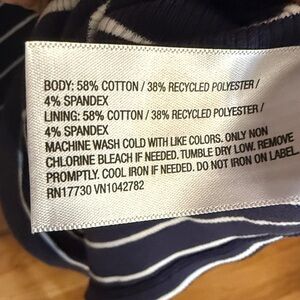 BODY: 58% COTTON / 38% RECYCLED POLYESTER /
4% SPANDEX
LINING: 58% COTTON / 38% RECYCLED POLYESTER /
4% SPANDEX
MACHINE WASH COLD WITH LIKE COLORS. ONLY NON
CHLORINE BLEACH IF NEEDED. TUMBLE DRY LOW. REMOVE
PROMPTLY. COOL IRON IF NEEDED. DO NOT IRON ON LABEL.
RN17730 VN1042782